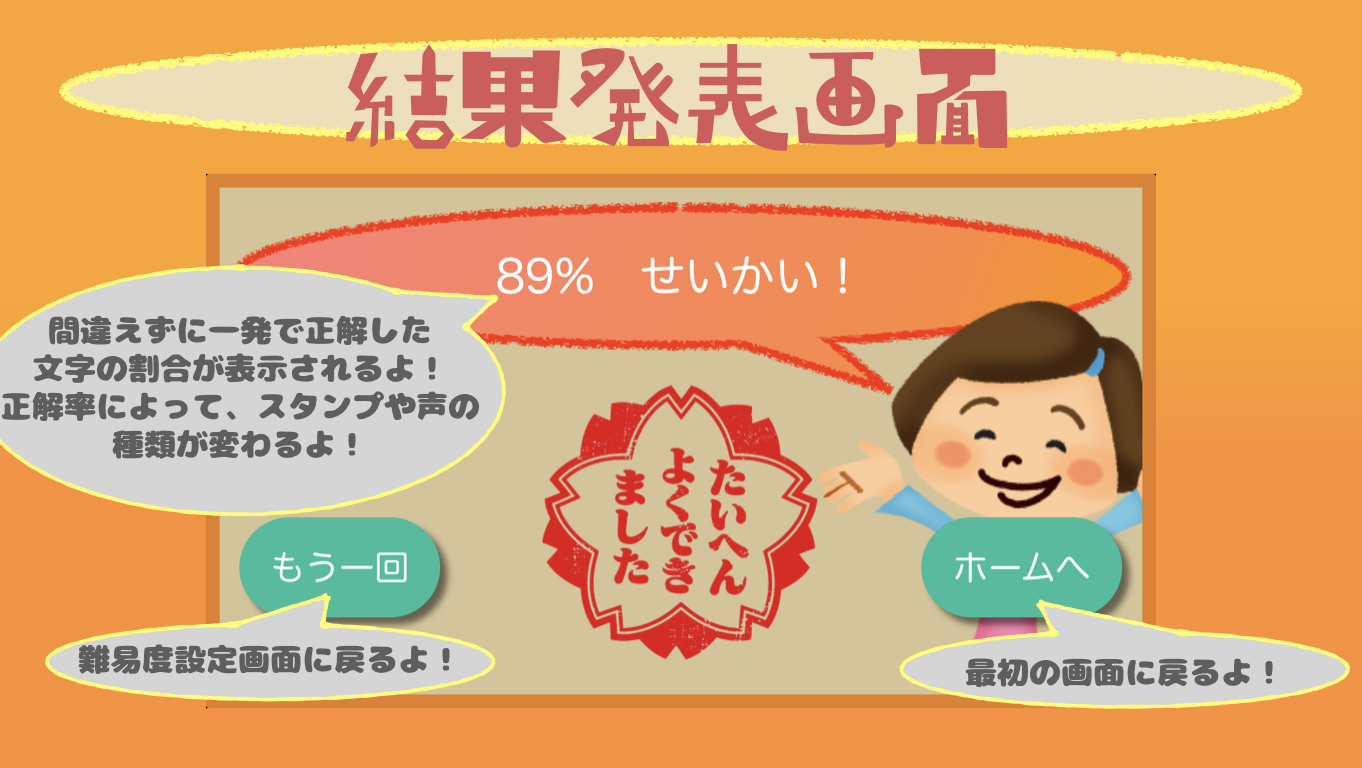 結果発表画面
89%　せいかい！
間違えずに一発で正解した
文字の割合が表示されるよ！
正解率によって、スタンプや声の
種類が変わるよ！
たいへん
よくでき
ました
もう一回
ホームへ
難易度設定画面に戻るよ！
最初の画面に戻るよ！